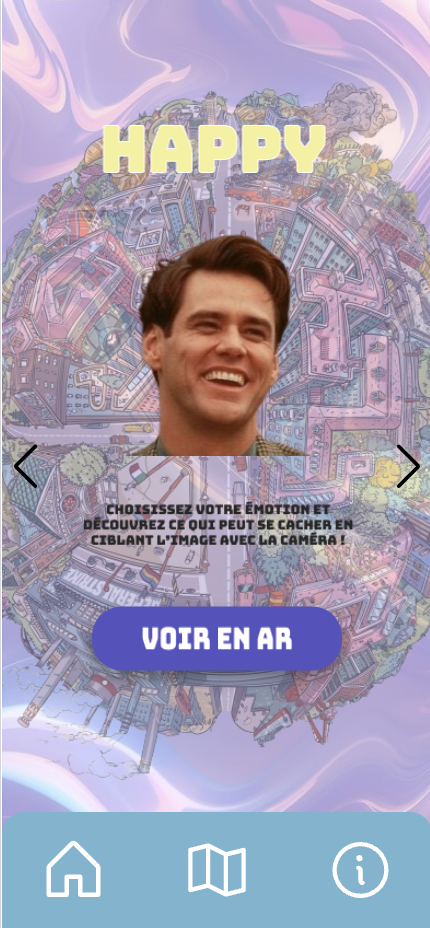 HAPPY
CHOISISSEZ VOTRE ÉMOTION ET
DÉCOUVREZ CE QUI PEUT SE CACHER EN
CIBLANT L'IMAGE AVEC LA CAMÉRA !
VOIR EN AR